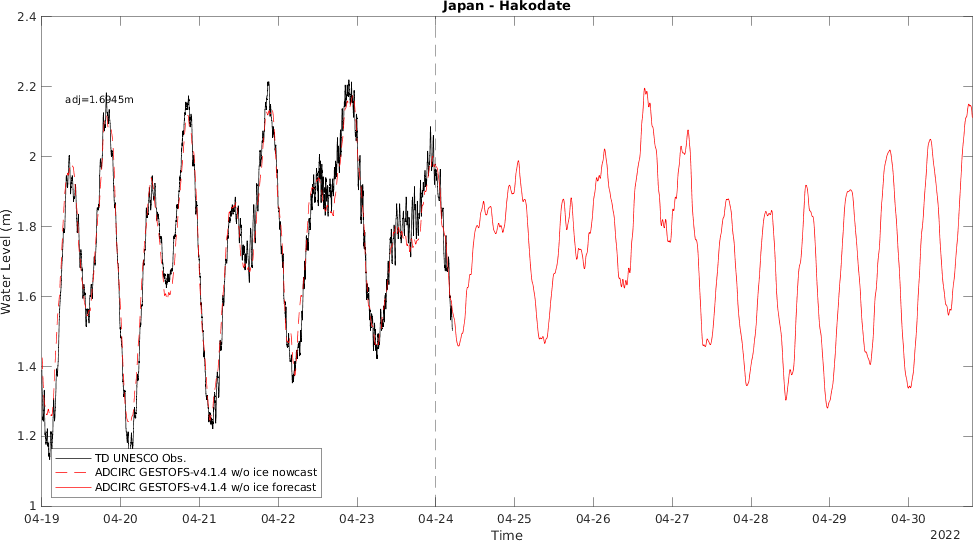 Japan - Hakodate
2.4
2.2
2
1.8
1.6
1.4
1.2
1
Water Level (m)
adj=1.6945m
TD UNESCO Obs.
ADCIRC GESTOFS-v4.1.4 w/o ice nowcast
ADCIRC GESTOFS-v4.1.4 w/o ice forecast
04-19 04-20 04-21 04-22 04-23 04-24 04-25 04-26 04-27 04-28 04-29 04-30
Time
2022